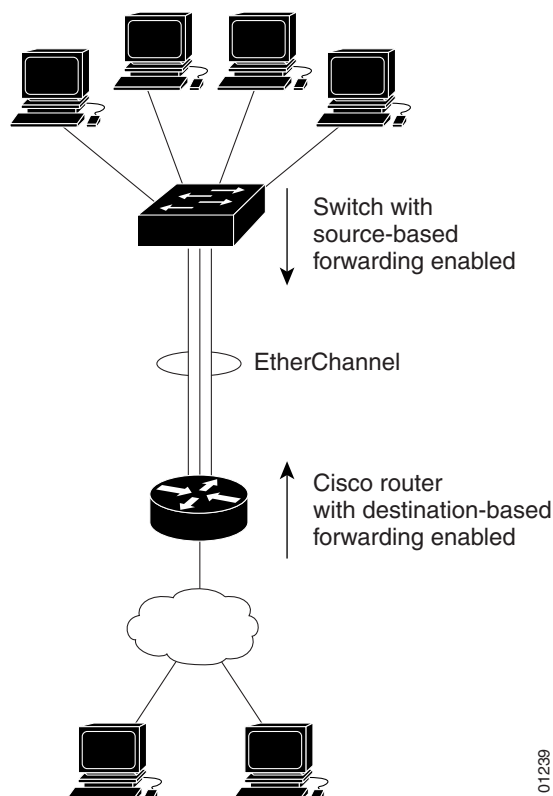 Switch with
source-based
forwarding enabled
EtherChannel
Cisco router
with destination-based
forwarding enabled
01239